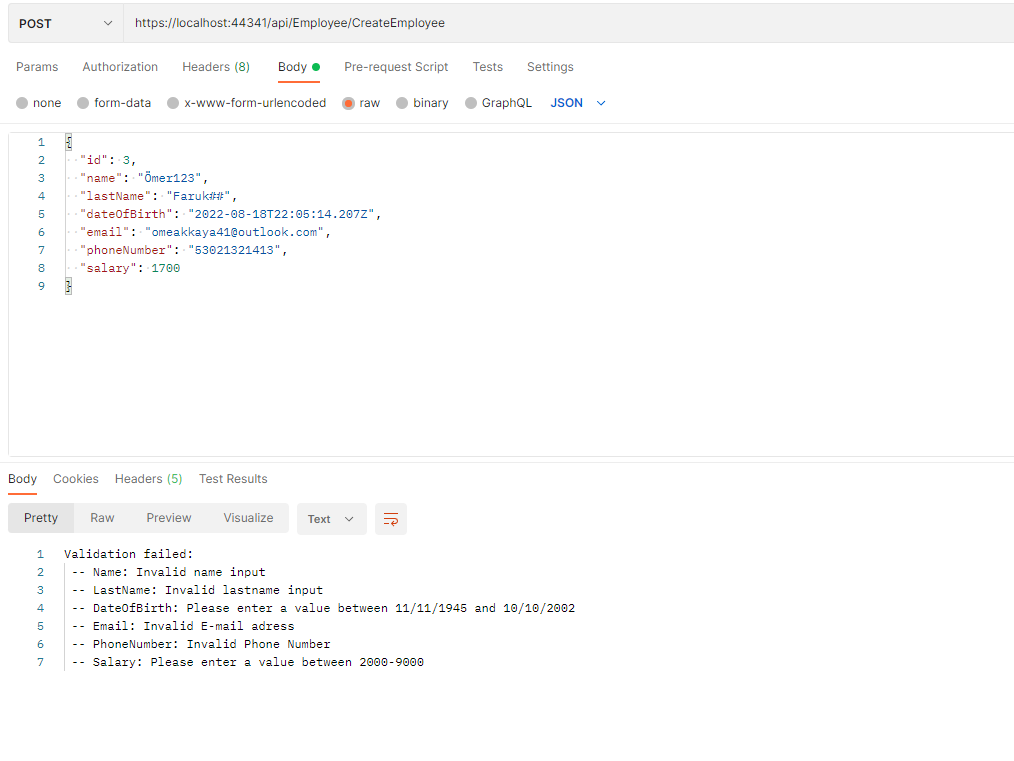 POST https://localhost:44341/api/Employee/CreateEmployee
Params Authorization Headers (8) Body Pre-request Script Tests Settings
none form-data x-www-form-urlencoded raw binary GraphQL JSON
1 {
2 "id": 3,
3 "name": "Ömer123",
4 "lastName": "Faruk##",
5 "dateOfBirth": "2022-08-18T22:05:14.207Z",
6 "email": "omeakkaya41@outlook.com",
7 "phoneNumber": "53021321413",
8 "salary": 1700
9 }
Body Cookies Headers (5) Test Results
Pretty Raw Preview Visualize Text
1 Validation failed:
2 -- Name: Invalid name input
3 -- LastName: Invalid lastname input
4 -- DateOfBirth: Please enter a value between 11/11/1945 and 10/10/2002
5 -- Email: Invalid E-mail adress
6 -- PhoneNumber: Invalid Phone Number
7 -- Salary: Please enter a value between 2000-9000